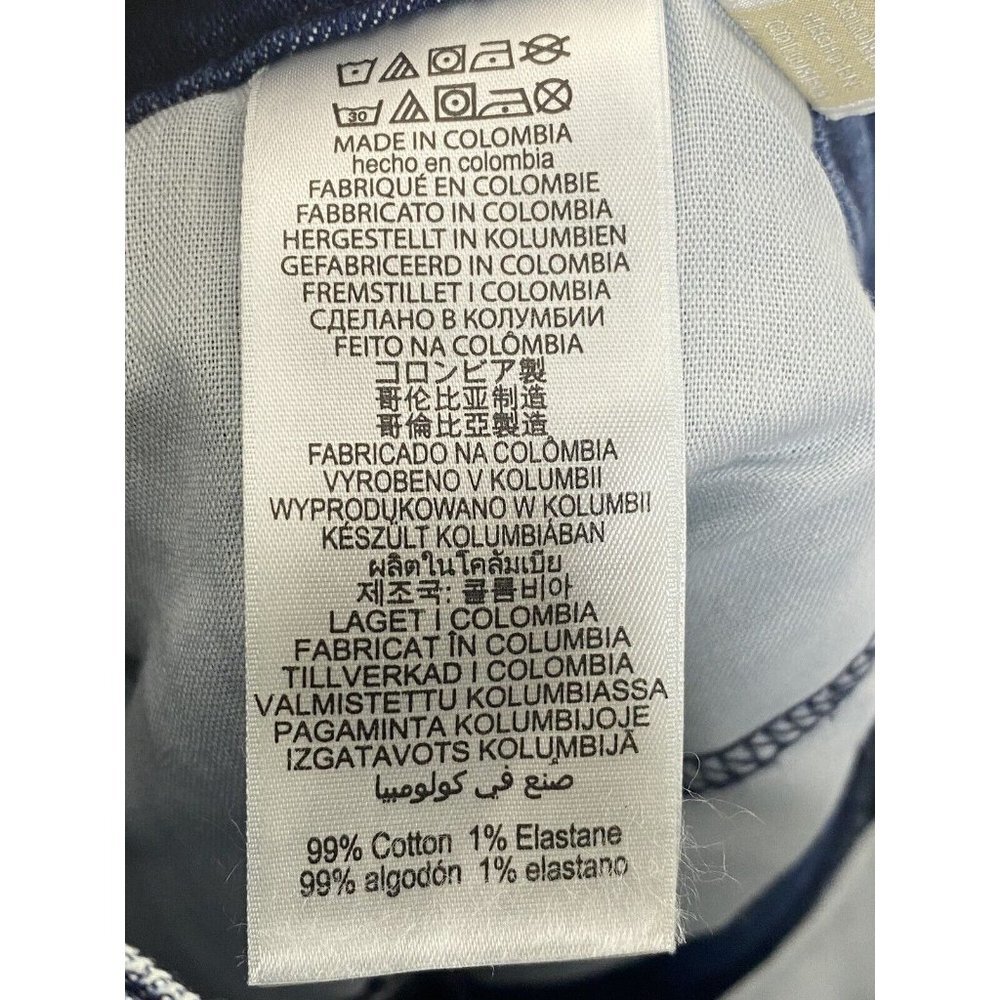 30
MADE IN COLOMBIA
hecho en colombia
FABRIQUÉ EN COLOMBIE
FABBRICATO IN COLOMBIA
HERGESTELLT IN KOLUMBIEN
GEFABRICEERD IN COLOMBIA
FREMSTILLET I COLOMBIA
СДЕЛАНО В КОЛУМБИИ
FEITO NA COLÔMBIA
コロンビア製
哥伦比亚制造
哥倫比亞製造
FABRICADO NA COLÔMBIA
VYROBENO V KOLUMBII
WYPRODUKOWANO W KOLUMBII
KÉSZÜLT KOLUMBIÁBAN
ผลิตในโคลัมเบีย
제조국: 콜롬비아
LAGET I COLOMBIA
FABRICAT ÎN COLUMBIA
TILLVERKAD I COLOMBIA
VALMISTETTU KOLUMBIASSA
PAGAMINTA KOLUMBIJOJE
IZGATAVOTS KOLUMBIJĀ
صنع في كولومبيا
99% Cotton 1% Elastane
99% algodón 1% elastano